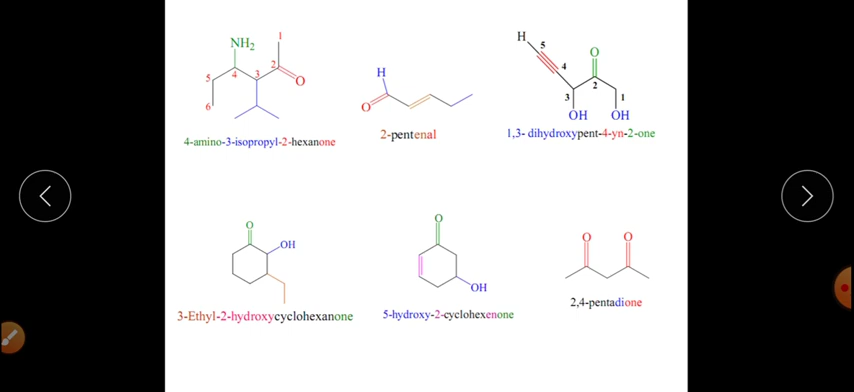 NH2
1
2
3
4
5
6
O
4-amino-3-isopropyl-2-hexanone
H
O
2-pentenal
H
5
4
O
2
3
1
OH
OH
1,3- dihydroxypent-4-yn-2-one
O
OH
3-Ethyl-2-hydroxycyclohexanone
O
OH
5-hydroxy-2-cyclohexenone
O
O
2,4-pentadione